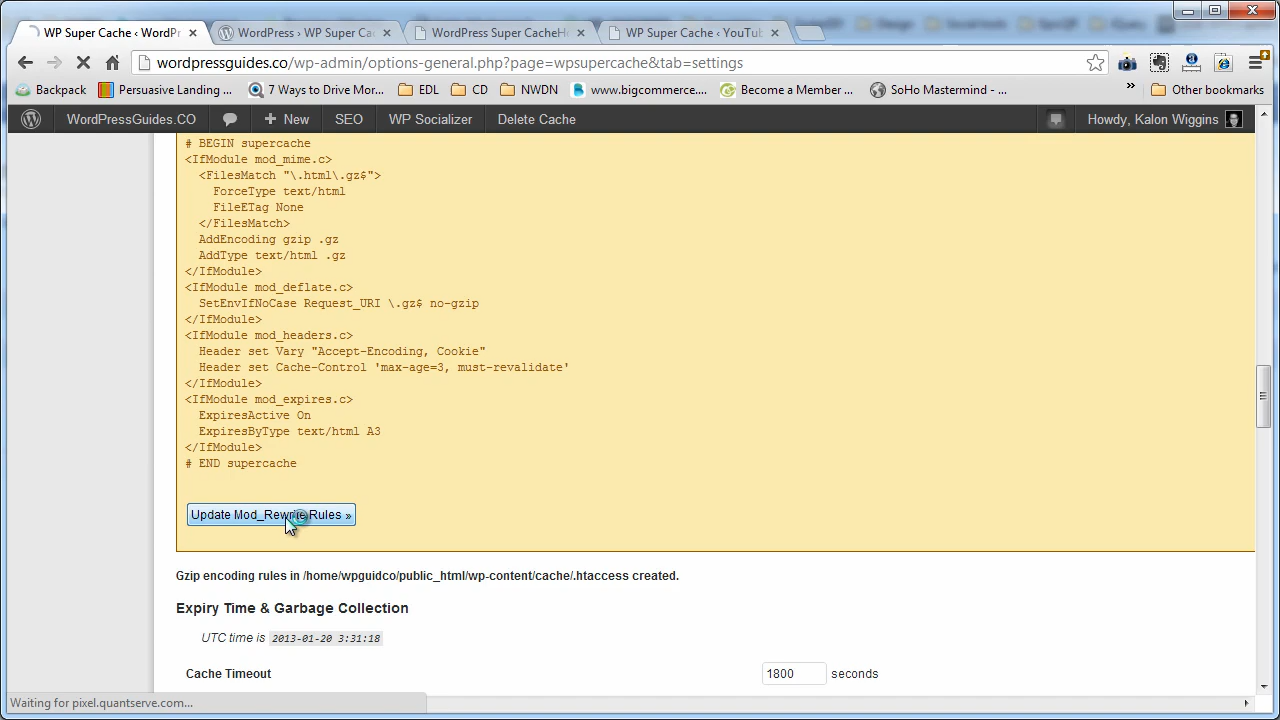 WP Super Cache ‹ WordPr
WordPress › WP Super Ca
WordPress Super CacheH
WP Super Cache ‹ YouTub
wordpressguides.co/wp-admin/options-general.php?page=wpsupercache&tab=settings
Backpack
Persuasive Landing ...
7 Ways to Drive Mor...
EDL
CD
NWDN
www.bigcommerce....
Become a Member ...
SoHo Mastermind - ...
»
Other bookmarks
WordPressGuides.CO
+ New
SEO
WP Socializer
Delete Cache
Howdy, Kalon Wiggins
# BEGIN supercache
<IfModule mod_mime.c>
<FilesMatch "\.html\.gz$">
ForceType text/html
FileETag None
</FilesMatch>
AddEncoding gzip .gz
AddType text/html .gz
</IfModule>
<IfModule mod_deflate.c>
SetEnvIfNoCase Request_URI \.gz$ no-gzip
</IfModule>
<IfModule mod_headers.c>
Header set Vary "Accept-Encoding, Cookie"
Header set Cache-Control 'max-age=3, must-revalidate'
</IfModule>
<IfModule mod_expires.c>
ExpiresActive On
ExpiresByType text/html A3
</IfModule>
# END supercache
Update Mod_Rewrite Rules »
Gzip encoding rules in /home/wpguidco/public_html/wp-content/cache/.htaccess created.
Expiry Time & Garbage Collection
UTC time is 2013-01-20 3:31:18
Cache Timeout
1800 seconds
Waiting for pixel.quantserve.com...